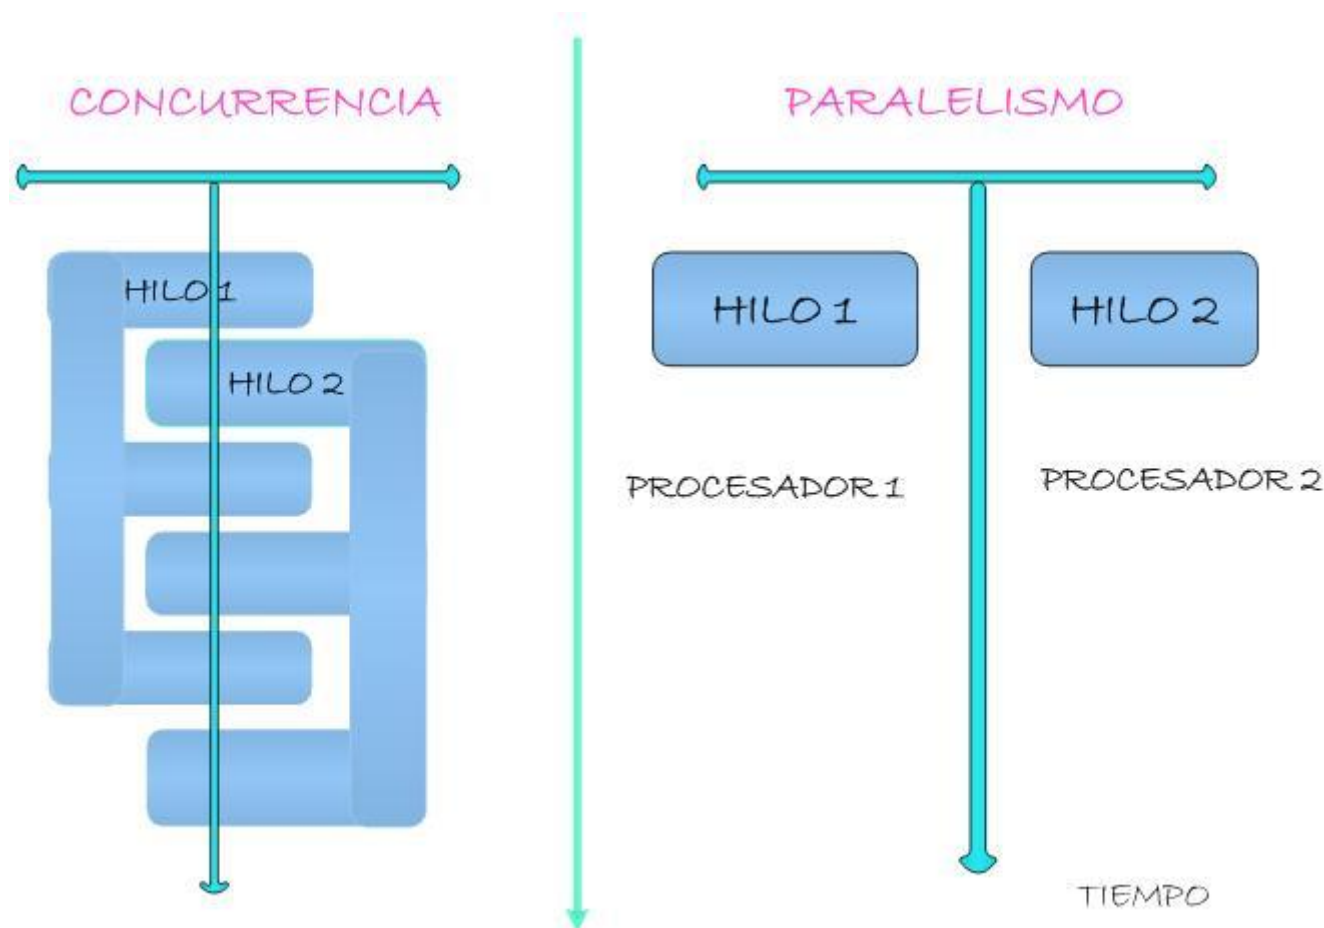 CONCURRENCIA
HILO 1
HILO 2
PARALELISMO
HILO 1
HILO 2
PROCESADOR 1
PROCESADOR 2
TIEMPO